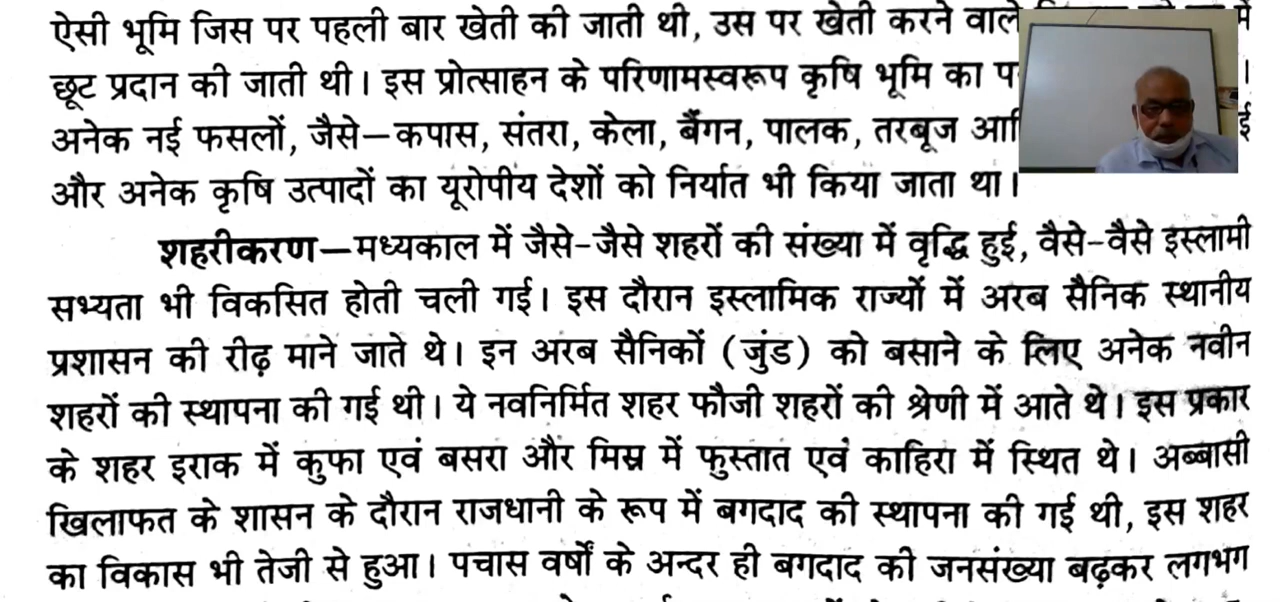 ऐसी भूमि जिस पर पहली बार खेती की जाती थी, उस पर खेती करने वाले में
छूट प्रदान की जाती थी। इस प्रोत्साहन के परिणामस्वरूप कृषि भूमि का
अनेक नई फसलों, जैसे—कपास, संतरा, केला, बैंगन, पालक, तरबूज
और अनेक कृषि उत्पादों का यूरोपीय देशों को निर्यात भी किया जाता था।
शहरीकरण—मध्यकाल में जैसे-जैसे शहरों की संख्या में वृद्धि हुई, वैसे-वैसे इस्लामी
सभ्यता भी विकसित होती चली गई। इस दौरान इस्लामिक राज्यों में अरब सैनिक स्थानीय
प्रशासन की रीढ़ माने जाते थे। इन अरब सैनिकों (जुंड) को बसाने के लिए अनेक नवीन
शहरों की स्थापना की गई थी। ये नवनिर्मित शहर फौजी शहरों की श्रेणी में आते थे। इस प्रकार
के शहर इराक में कुफा एवं बसरा और मिस्र में फुस्तात एवं काहिरा में स्थित थे। अब्बासी
खिलाफत के शासन के दौरान राजधानी के रूप में बगदाद की स्थापना की गई थी, इस शहर
का विकास भी तेजी से हुआ। पचास वर्षों के अन्दर ही बगदाद की जनसंख्या बढ़कर लगभग